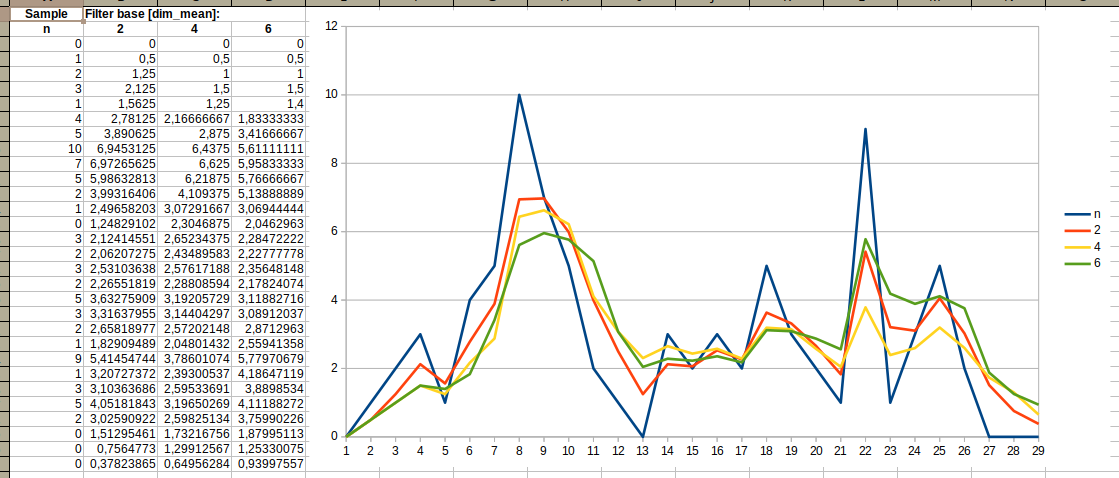 Sample Filter base [dim_mean]:
n 2 4 6
0 0 0 0
1 0,5 0,5 0,5
2 1,25 1 1
3 2,125 1,5 1,5
1 1,5625 1,25 1,4
4 2,78125 2,16666667 1,83333333
5 3,890625 2,875 3,41666667
10 6,9453125 6,4375 5,61111111
7 6,97265625 6,625 5,95833333
5 5,98632813 6,21875 5,76666667
2 3,99316406 4,109375 5,13888889
1 2,49658203 3,07291667 3,06944444
0 1,24829102 2,3046875 2,0462963
3 2,12414551 2,65234375 2,28472222
2 2,06207275 2,43489583 2,22777778
3 2,53103638 2,57617188 2,35648148
2 2,26551819 2,28808594 2,17824074
5 3,63275909 3,19205729 3,11882716
3 3,31637955 3,14404297 3,08912037
2 2,65818977 2,57202148 2,8712963
1 1,82909489 2,04801432 2,55941358
9 5,41454744 3,78601074 5,77970679
1 3,20727372 2,39300537 4,18647119
3 3,10363686 2,59533691 3,8898534
5 4,05181843 3,19650269 4,11188272
2 3,02590922 2,59825134 3,75990226
0 1,51295461 1,73216756 1,87995113
0 0,7564773 1,29912567 1,25330075
0 0,37823865 0,64956284 0,93997557
12
10
8
6
4
2
0
1 2 3 4 5 6 7 8 9 10 11 12 13 14 15 16 17 18 19 20 21 22 23 24 25 26 27 28 29
n
2
4
6